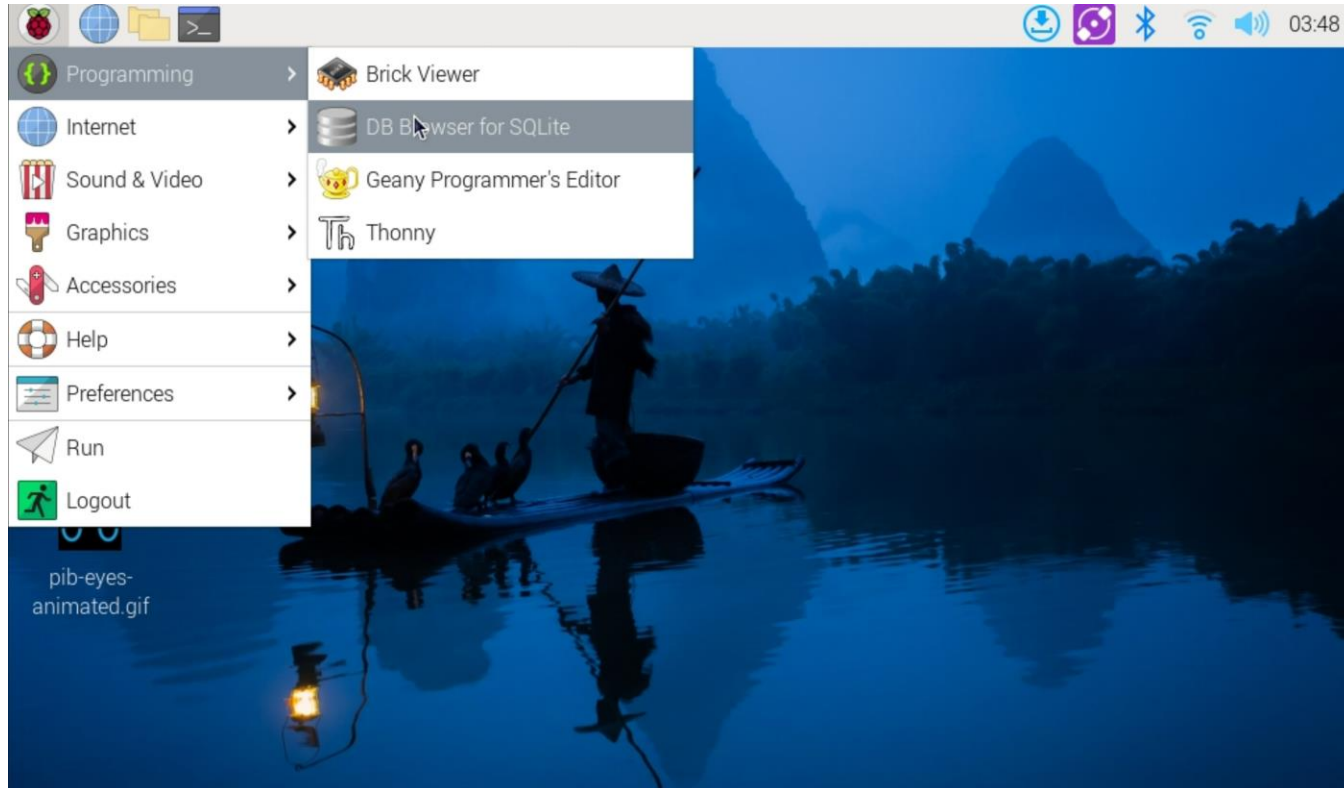 03:48
Programming
Brick Viewer
Internet
DB Browser for SQLite
Sound & Video
Geany Programmer's Editor
Graphics
Th Thonny
Accessories
Help
Preferences
Run
Logout
pib-eyes-
animated.gif